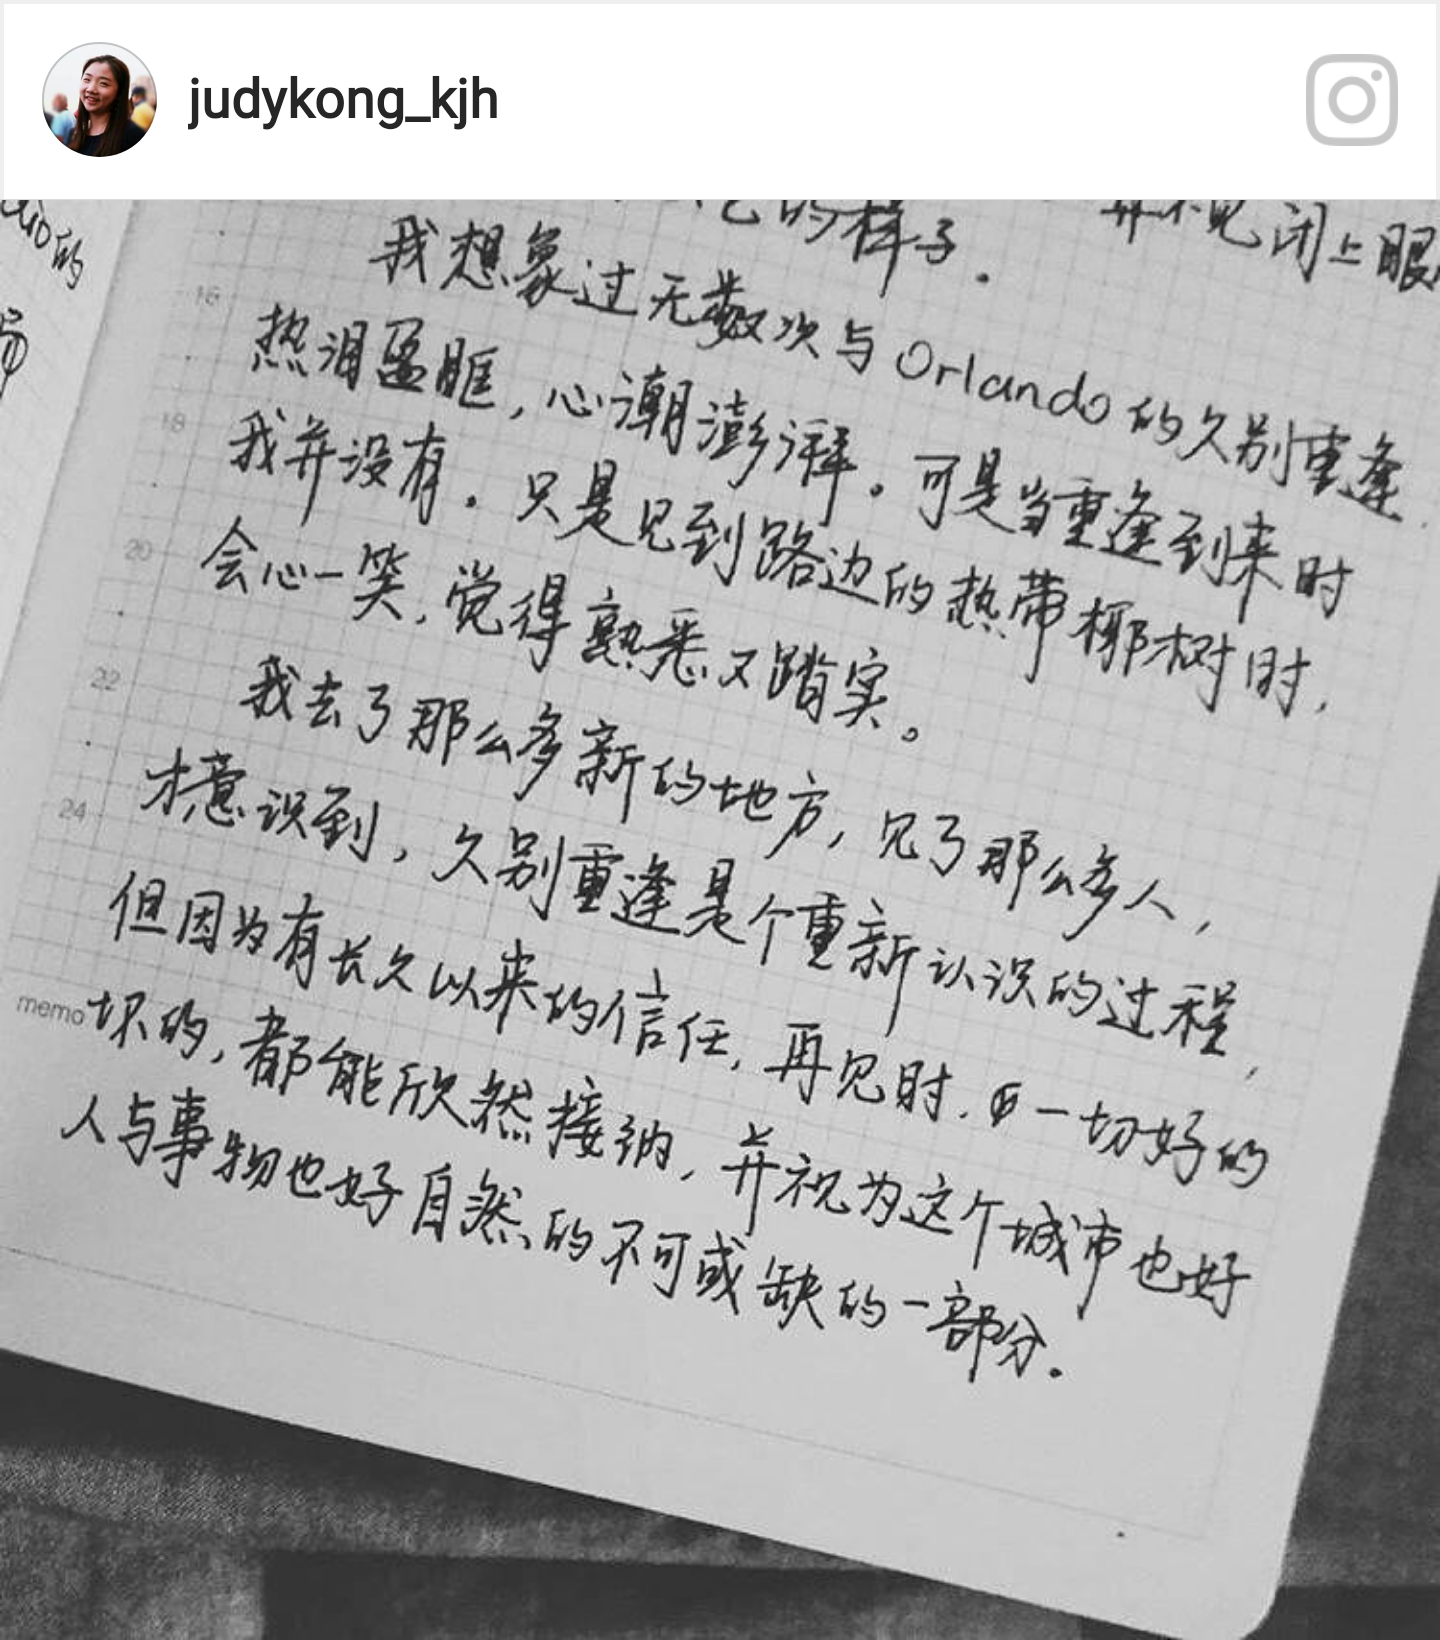 judykong_kjh
的
的样子。
闭上眼
我想象过无数次与Orlando的久别重逢
16
热泪盈眶，心潮澎湃。可是当重逢到来时
18
我并没有。只是见到路边的热带椰树时，
20
会心一笑，觉得熟悉又踏实。
22
我去了那么多新的地方，见了那么多人，
才意识到，久别重逢是个重新认识的过程，
24
但因为有长久以来的信任，再见时，一切好的
memo
坏的，都能欣然接纳，并视为这个城市也好
人与事物也好自然的不可或缺的一部分。